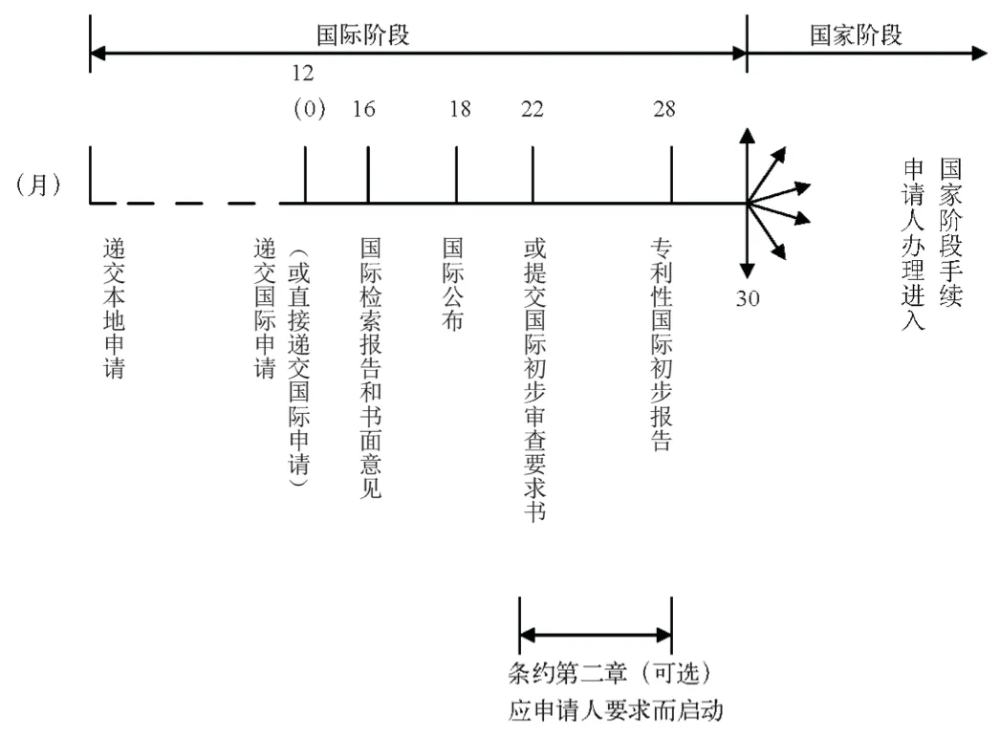 国际阶段
国家阶段
12
(0)
16
18
22
28
（月）
递交本地申请
递交国际申请
（或直接递交国际申请）
国际检索报告和书面意见
国际公布
或提交国际初步审查要求书
专利性国际初步报告
30
国家阶段手续
申请人办理进入
条约第二章（可选）
应申请人要求而启动